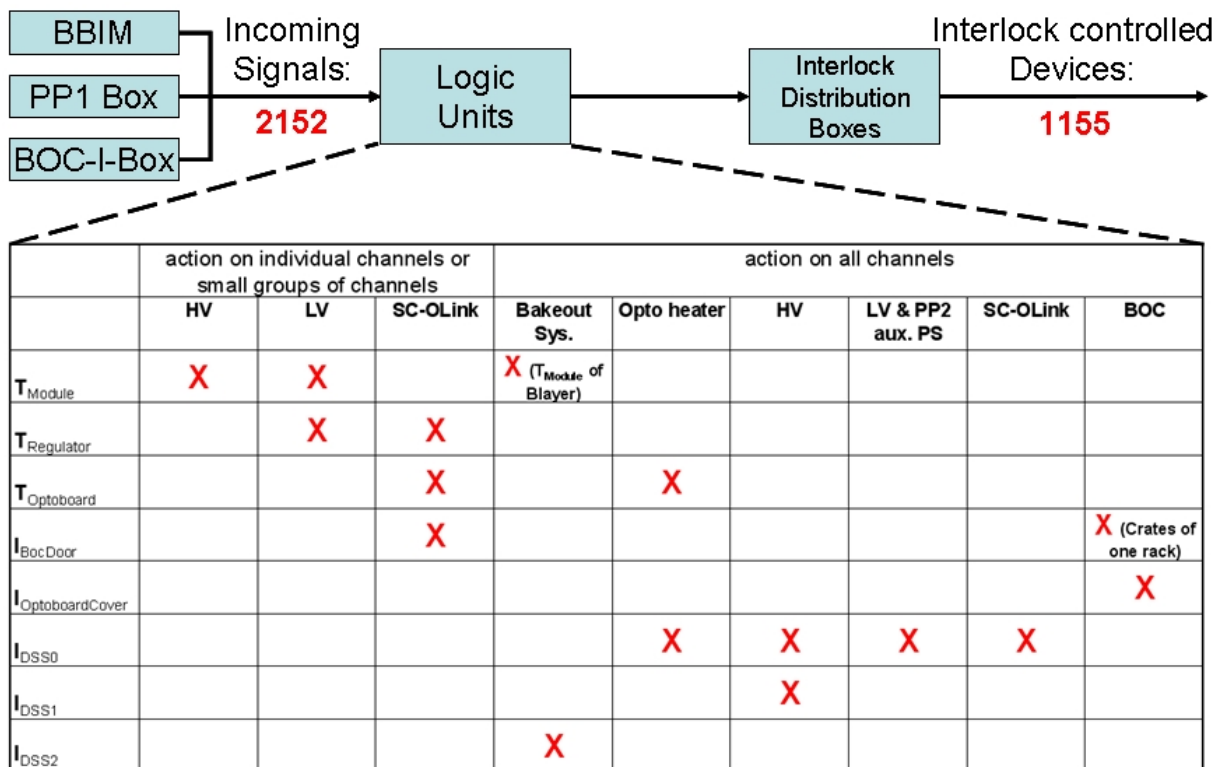 BBIM
PP1 Box
BOC-I-Box
Incoming
Signals:
2152
Logic
Units
Interlock
Distribution
Boxes
Interlock controlled
Devices:
1155
action on individual channels or
small groups of channels
action on all channels
HV LV SC-OLink Bakeout Sys. Opto heater HV LV & PP2 aux. PS SC-OLink BOC
TModule X X X (TModule of Blayer)
TRegulator X X
TOptoboard X X
IBocDoor X X (Crates of one rack)
IOptoboardCover X
IDSS0 X X X X
IDSS1 X
IDSS2 X